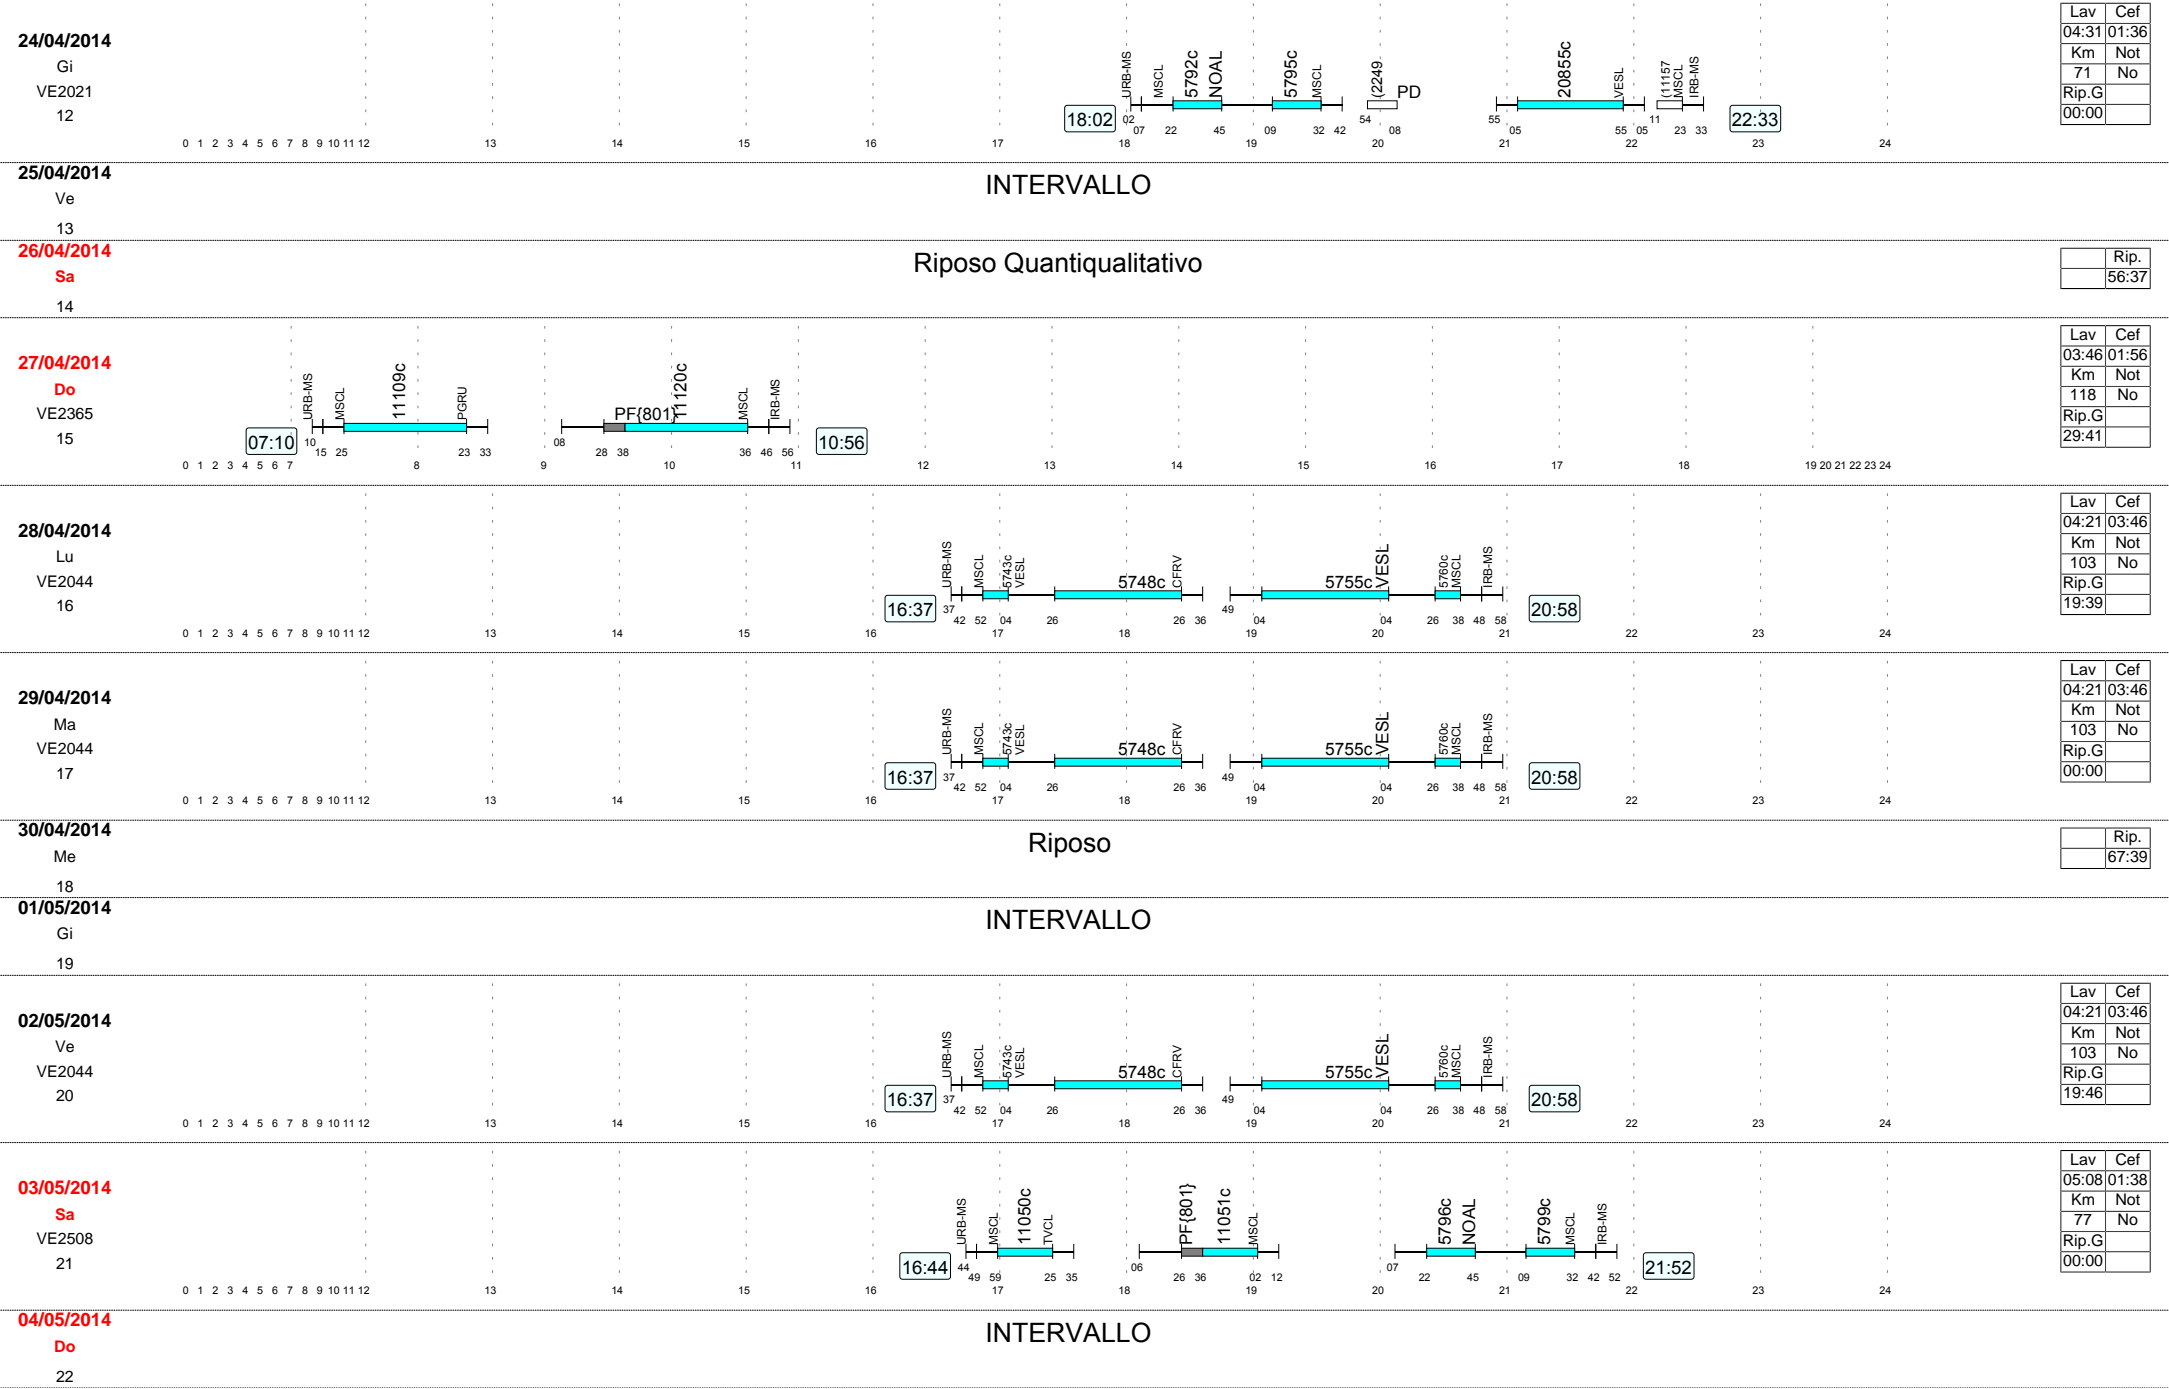 24/04/2014
Gi
VE2021
12
18:02
URB-MS MSCL 5792c NOAL 5795c MSCL (2249 PD 20855c VESL (11157 MSCL IRB-MS
22:33
02 07 22 45 09 32 42 54 08 55 05 55 05 11 23 33
0 1 2 3 4 5 6 7 8 9 10 11 12 13 14 15 16 17 18 19 20 21 22 23 24
Lav Cef
04:31 01:36
Km Not
71 No
Rip.G
00:00
25/04/2014
Ve
13
INTERVALLO
26/04/2014
Sa
14
Riposo Quantiqualitativo
Rip.
56:37
27/04/2014
Do
VE2365
15
07:10
URB-MS MSCL 11109c PGRU PF{801} 11120c MSCL IRB-MS
10:56
10 15 25 23 33 08 28 38 36 46 56
0 1 2 3 4 5 6 7 8 9 10 11 12 13 14 15 16 17 18 19 20 21 22 23 24
Lav Cef
03:46 01:56
Km Not
118 No
Rip.G
29:41
28/04/2014
Lu
VE2044
16
16:37
URB-MS MSCL 5743c VESL 5748c CFRV 5755c VESL 5760c MSCL IRB-MS
20:58
37 42 52 04 26 26 36 49 04 04 26 38 48 58
0 1 2 3 4 5 6 7 8 9 10 11 12 13 14 15 16 17 18 19 20 21 22 23 24
Lav Cef
04:21 03:46
Km Not
103 No
Rip.G
19:39
29/04/2014
Ma
VE2044
17
16:37
URB-MS MSCL 5743c VESL 5748c CFRV 5755c VESL 5760c MSCL IRB-MS
20:58
37 42 52 04 26 26 36 49 04 04 26 38 48 58
0 1 2 3 4 5 6 7 8 9 10 11 12 13 14 15 16 17 18 19 20 21 22 23 24
Lav Cef
04:21 03:46
Km Not
103 No
Rip.G
00:00
30/04/2014
Me
18
Riposo
Rip.
67:39
01/05/2014
Gi
19
INTERVALLO
02/05/2014
Ve
VE2044
20
16:37
URB-MS MSCL 5743c VESL 5748c CFRV 5755c VESL 5760c MSCL IRB-MS
20:58
37 42 52 04 26 26 36 49 04 04 26 38 48 58
0 1 2 3 4 5 6 7 8 9 10 11 12 13 14 15 16 17 18 19 20 21 22 23 24
Lav Cef
04:21 03:46
Km Not
103 No
Rip.G
19:46
03/05/2014
Sa
VE2508
21
16:44
URB-MS MSCL 11050c TVCL PF{801} 11051c MSCL 5796c NOAL 5799c MSCL IRB-MS
21:52
44 49 59 25 35 06 26 36 02 12 07 22 45 09 32 42 52
0 1 2 3 4 5 6 7 8 9 10 11 12 13 14 15 16 17 18 19 20 21 22 23 24
Lav Cef
05:08 01:38
Km Not
77 No
Rip.G
00:00
04/05/2014
Do
22
INTERVALLO